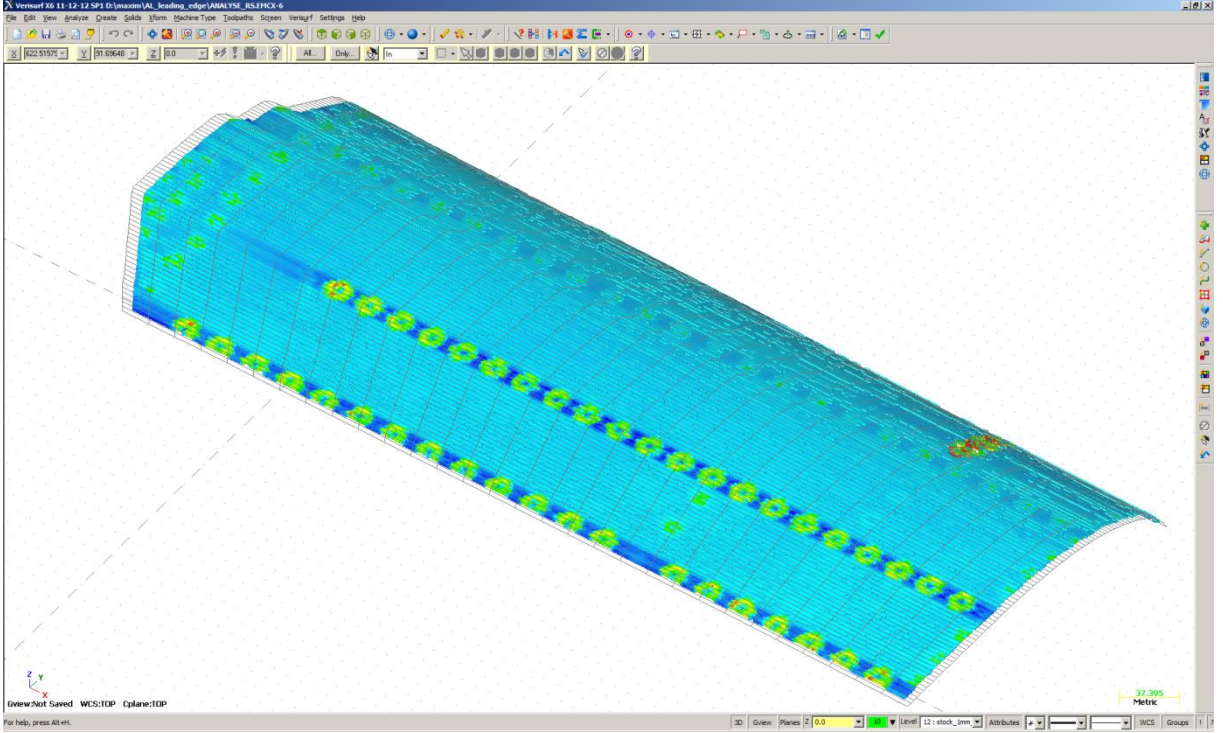 Verisurf X6 11-12-12 SP1 D:\maxim\AL_leading_edge\ANALYSE_RS.EMCX-6
File Edit View Analyze Create Solids Xform Machine Type Toolpaths Screen Verisurf Settings Help
X 622.51575 Y 91.69648 Z 0.0 All... Only... In
Z Y
X
Gview:Not Saved WCS:TOP Cplane:TOP
37.395
Metric
For help, press Alt+H.
3D Gview Planes Z 0.0 10 Level 12 : stock_1mm_ Attributes WCS Groups ! ?